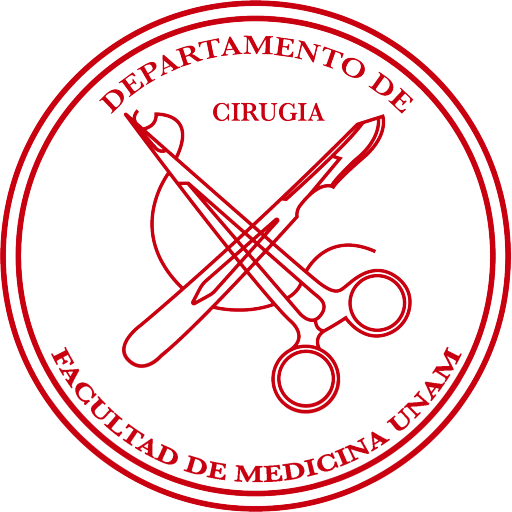 DEPARTAMENTO DE
CIRUGIA
FACULTAD DE MEDICINA UNAM